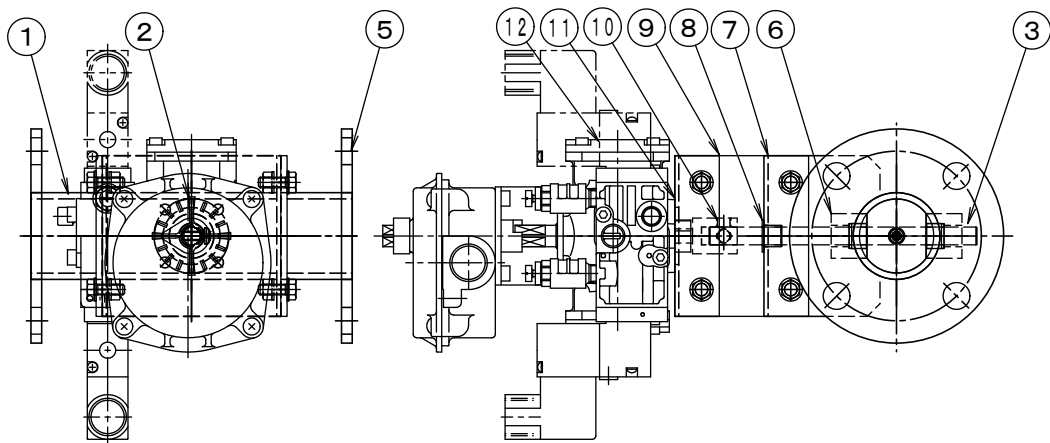 ① ② ⑤ ⑫ ⑪ ⑩ ⑨ ⑧ ⑦ ⑥ ③